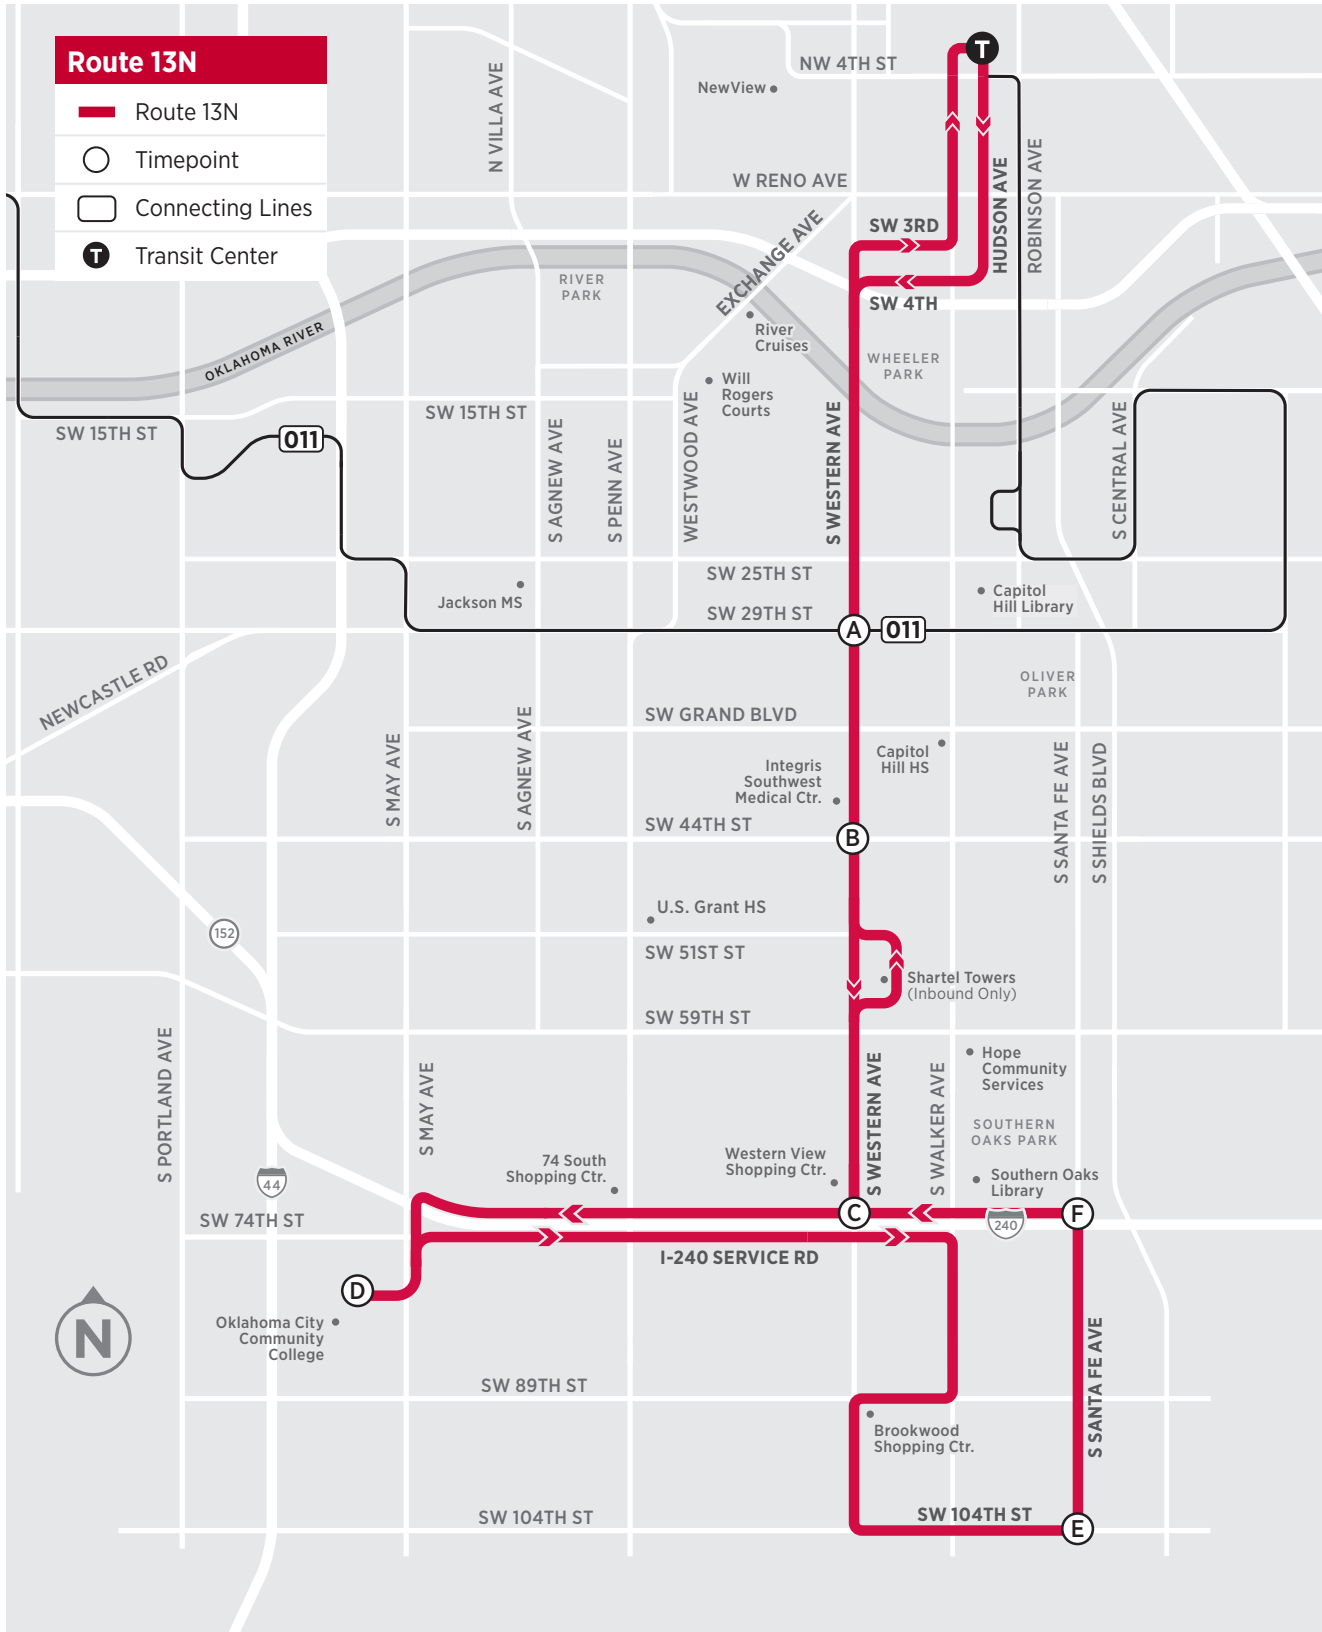 Route 13N
Route 13N
Timepoint
Connecting Lines
T
Transit Center
T
NW 4TH ST
NewView
N VILLA AVE
W RENO AVE
HUDSON AVE
ROBINSON AVE
SW 3RD
EXCHANGE AVE
SW 4TH
RIVER
PARK
OKLAHOMA RIVER
River
Cruises
WHEELER
PARK
Will
Rogers
Courts
SW 15TH ST
SW 15TH ST
011
S AGNEW AVE
S PENN AVE
WESTWOOD AVE
S WESTERN AVE
S CENTRAL AVE
SW 25TH ST
Jackson MS
Capitol
Hill Library
SW 29TH ST
A
011
NEWCASTLE RD
OLIVER
PARK
SW GRAND BLVD
S MAY AVE
S AGNEW AVE
Capitol
Hill HS
Integris
Southwest
Medical Ctr.
S SANTA FE AVE
S SHIELDS BLVD
SW 44TH ST
B
U.S. Grant HS
152
SW 51ST ST
Shartel Towers
(Inbound Only)
SW 59TH ST
S PORTLAND AVE
S MAY AVE
S WESTERN AVE
S WALKER AVE
Hope
Community
Services
SOUTHERN
OAKS PARK
74 South
Shopping Ctr.
Western View
Shopping Ctr.
Southern Oaks
Library
44
SW 74TH ST
C
240
F
I-240 SERVICE RD
D
Oklahoma City
Community
College
N
S SANTA FE AVE
SW 89TH ST
Brookwood
Shopping Ctr.
SW 104TH ST
SW 104TH ST
E